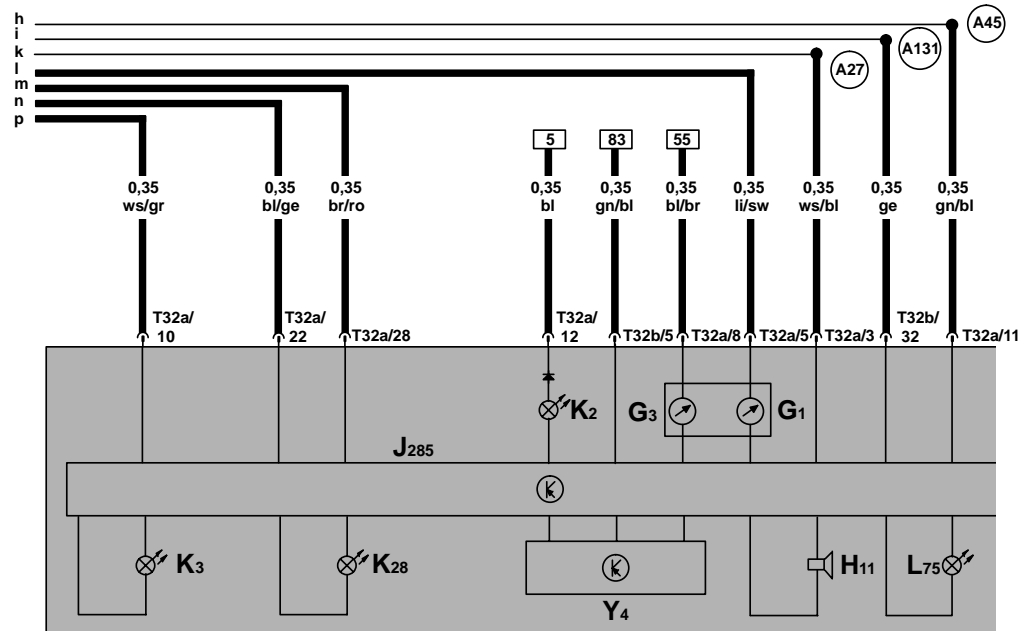 h
A45
i
A131
k
A27
l
m
n
p
5
83
55
0,35
ws/gr
0,35
bl/ge
0,35
br/ro
0,35
bl
0,35
gn/bl
0,35
bl/br
0,35
li/sw
0,35
ws/bl
0,35
ge
0,35
gn/bl
T32a/
10
T32a/
22
T32a/28
T32a/
12
T32b/5
T32a/8
T32a/5
T32a/3
T32b/
32
T32a/11
K2
G3
G1
J285
K3
K28
Y4
H11
L75